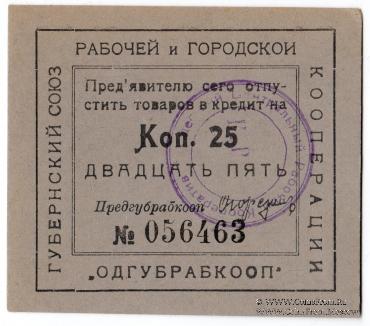 РАБОЧЕЙ и ГОРОДСКОЙ
ГУБЕРНСКИЙ СОЮЗ
КООПЕРАЦИИ
Пред'явителю сего отпу-
стить товаров в кредит на
Коп. 25
ДВАДЦАТЬ ПЯТЬ
Предгубрабкооп
№ 056463
„ОДГУБРАБКООП"